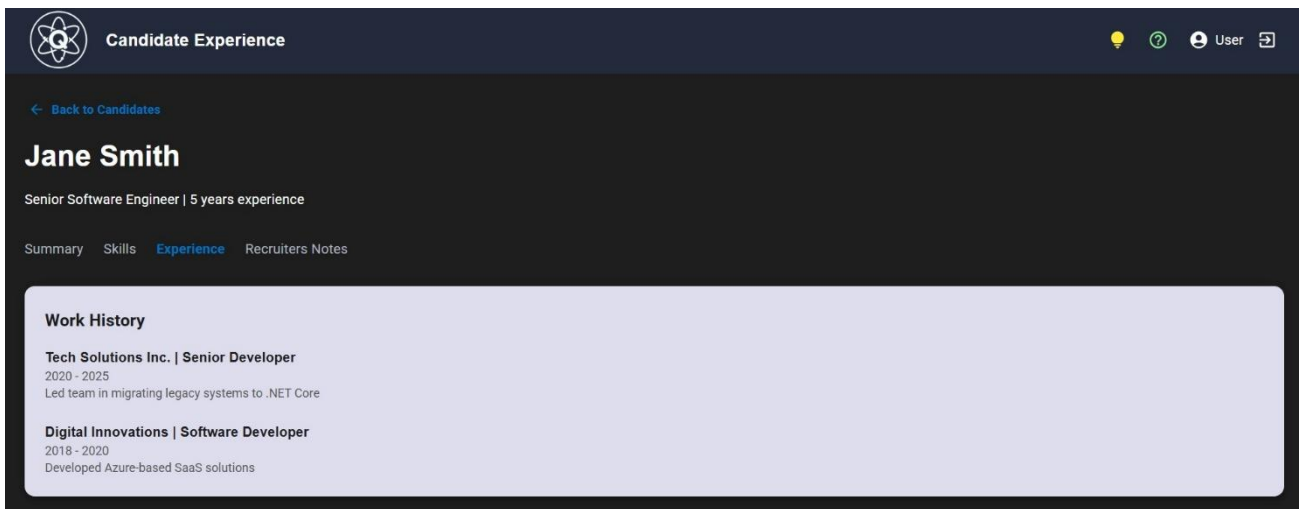 Q
Candidate Experience
User
← Back to Candidates
Jane Smith
Senior Software Engineer | 5 years experience
Summary Skills Experience Recruiters Notes
Work History
Tech Solutions Inc. | Senior Developer
2020 - 2025
Led team in migrating legacy systems to .NET Core
Digital Innovations | Software Developer
2018 - 2020
Developed Azure-based SaaS solutions